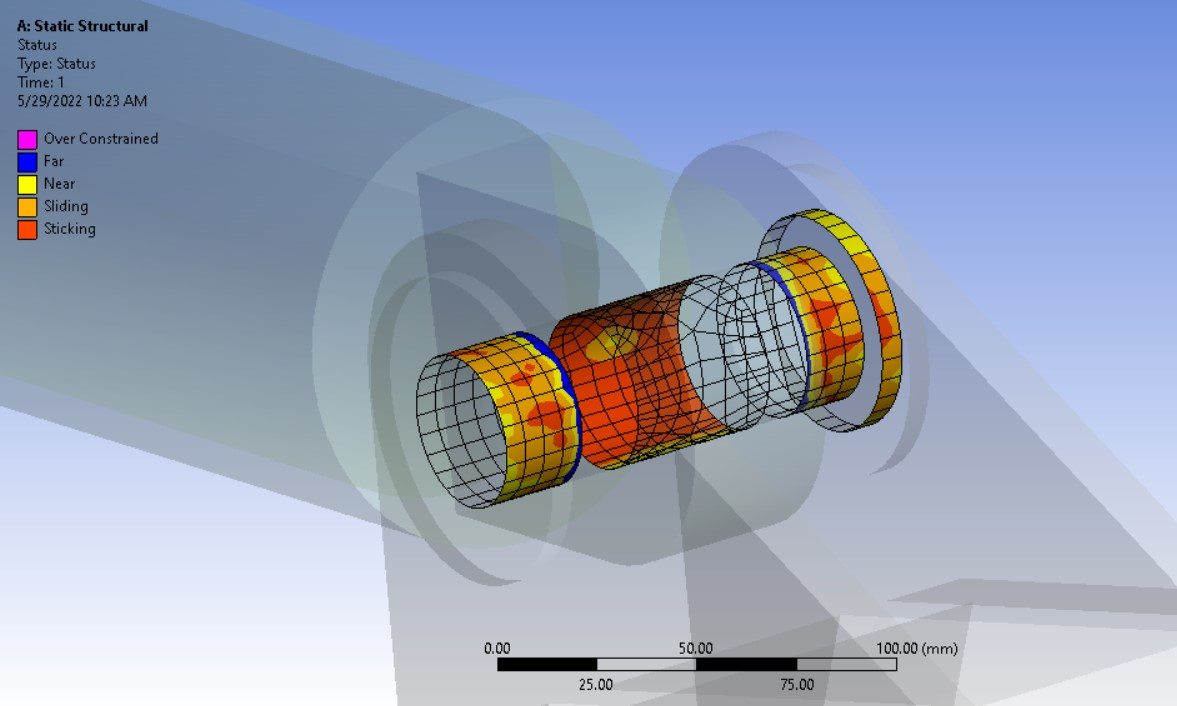 A: Static Structural
Status
Type: Status
Time: 1
5/29/2022 10:23 AM
Over Constrained
Far
Near
Sliding
Sticking
0.00 50.00 100.00 (mm)
25.00 75.00